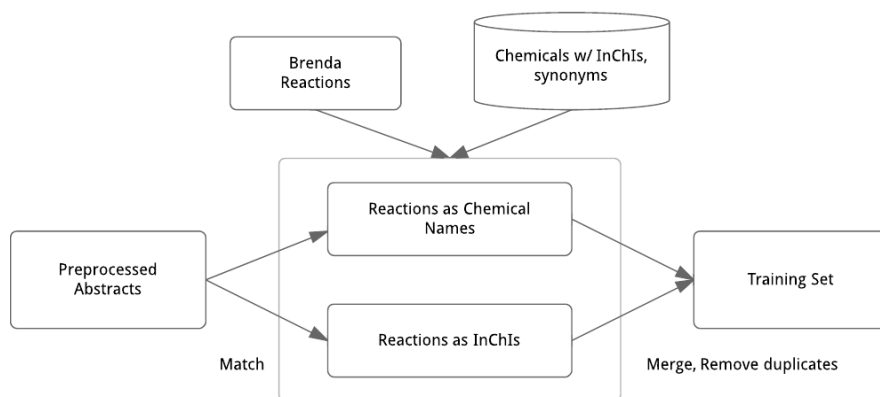 Brenda
Reactions
Chemicals w/ InChIs,
synonyms
Reactions as Chemical
Names
Preprocessed
Abstracts
Training Set
Reactions as InChIs
Match
Merge, Remove duplicates